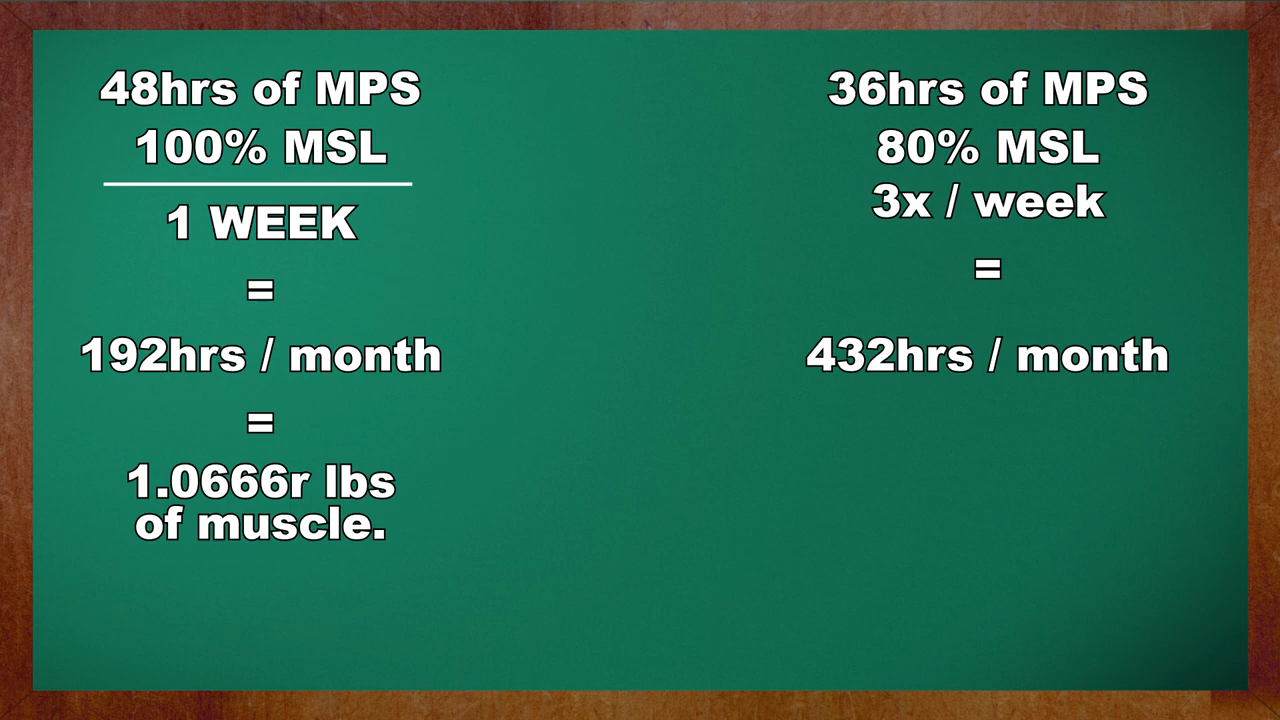 48hrs of MPS
100% MSL
1 WEEK
=
192hrs / month
=
1.0666r lbs
of muscle.
36hrs of MPS
80% MSL
3x / week
=
432hrs / month